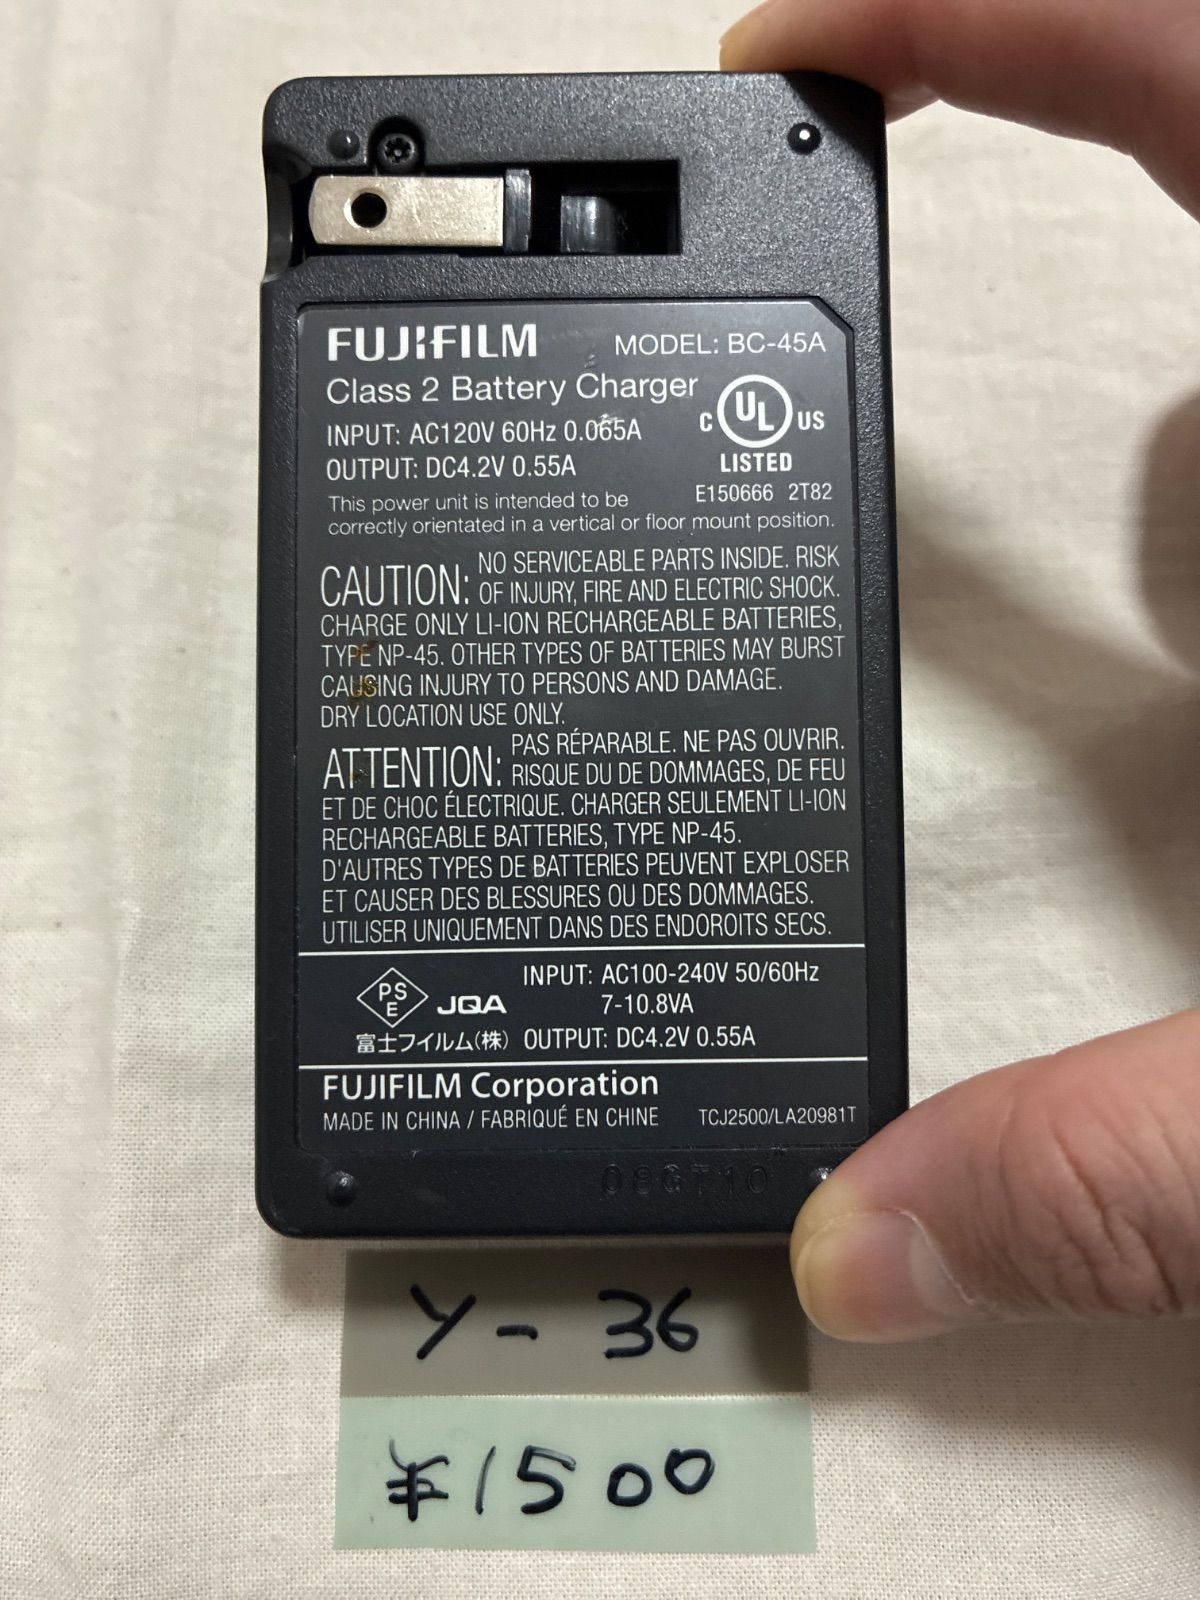 FUJIFILM MODEL: BC-45A
Class 2 Battery Charger
INPUT: AC120V 60Hz 0.065A
OUTPUT: DC4.2V 0.55A
C UL US
LISTED
E150666 2T82
This power unit is intended to be
correctly orientated in a vertical or floor mount position.
CAUTION: NO SERVICEABLE PARTS INSIDE. RISK
OF INJURY, FIRE AND ELECTRIC SHOCK.
CHARGE ONLY LI-ION RECHARGEABLE BATTERIES,
TYPE NP-45. OTHER TYPES OF BATTERIES MAY BURST
CAUSING INJURY TO PERSONS AND DAMAGE.
DRY LOCATION USE ONLY.
ATTENTION: PAS RÉPARABLE. NE PAS OUVRIR.
RISQUE DU DE DOMMAGES, DE FEU
ET DE CHOC ÉLECTRIQUE. CHARGER SEULEMENT LI-ION
RECHARGEABLE BATTERIES, TYPE NP-45.
D'AUTRES TYPES DE BATTERIES PEUVENT EXPLOSER
ET CAUSER DES BLESSURES OU DES DOMMAGES.
UTILISER UNIQUEMENT DANS DES ENDOROITS SECS.
PSE JQA
富士フイルム(株)
INPUT: AC100-240V 50/60Hz
7-10.8VA
OUTPUT: DC4.2V 0.55A
FUJIFILM Corporation
MADE IN CHINA / FABRIQUÉ EN CHINE TCJ2500/LA20981T
08GT10
Y- 36
¥1500